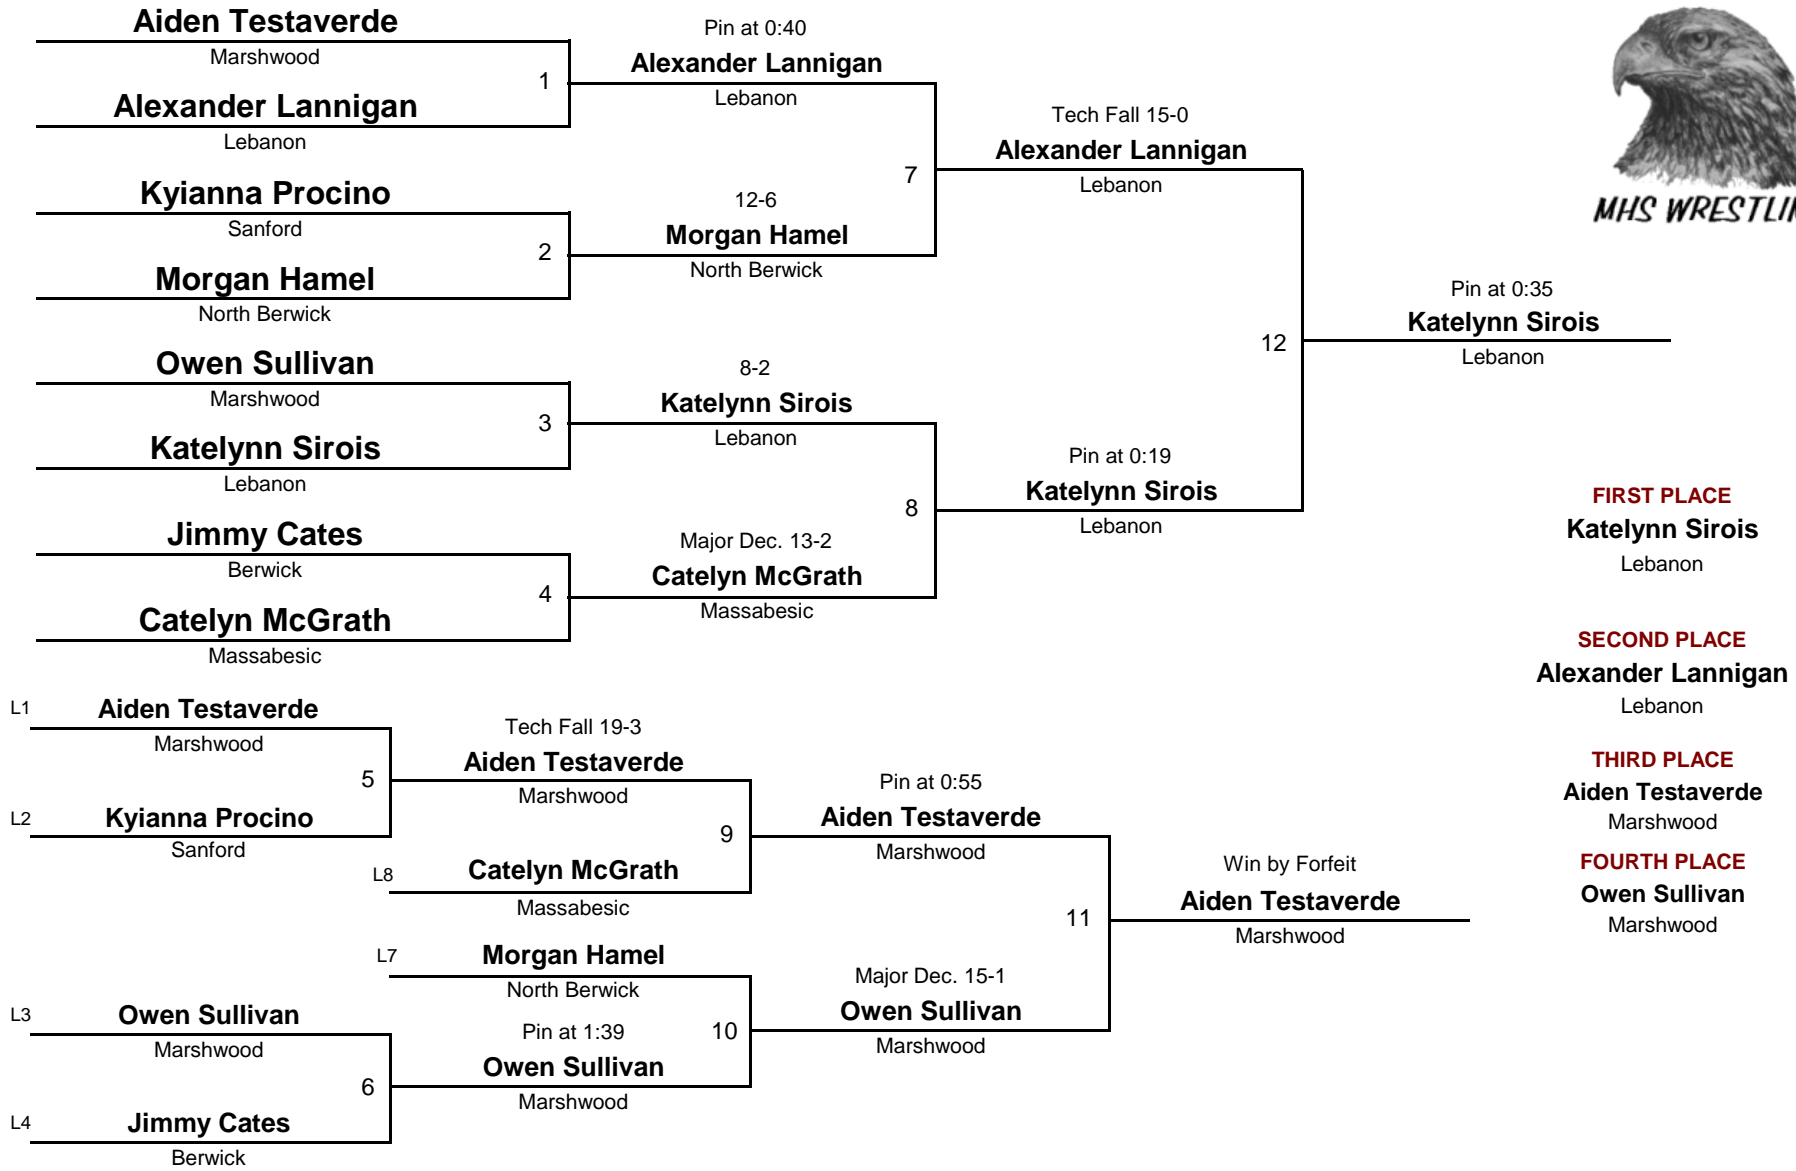 Aiden Testaverde
Marshwood
1
Alexander Lannigan
Lebanon
Kyianna Procino
Sanford
2
Morgan Hamel
North Berwick
Owen Sullivan
Marshwood
3
Katelynn Sirois
Lebanon
Jimmy Cates
Berwick
4
Catelyn McGrath
Massabesic
Pin at 0:40
Alexander Lannigan
Lebanon
7
12-6
Morgan Hamel
North Berwick
8-2
Katelynn Sirois
Lebanon
8
Major Dec. 13-2
Catelyn McGrath
Massabesic
Tech Fall 15-0
Alexander Lannigan
Lebanon
12
Pin at 0:19
Katelynn Sirois
Lebanon
Pin at 0:35
Katelynn Sirois
Lebanon
MHS
FIRST PLACE
Katelynn Sirois
Lebanon
SECOND PLACE
Alexander Lannigan
Lebanon
THIRD PLACE
Aiden Testaverde
Marshwood
FOURTH PLACE
Owen Sullivan
Marshwood
L1 Aiden Testaverde
Marshwood
5
L2 Kyianna Procino
Sanford
L3 Owen Sullivan
Marshwood
6
L4 Jimmy Cates
Berwick
Tech Fall 19-3
Aiden Testaverde
Marshwood
9
L8 Catelyn McGrath
Massabesic
L7 Morgan Hamel
North Berwick
Pin at 1:39 10
Owen Sullivan
Marshwood
Pin at 0:55
Aiden Testaverde
Marshwood
11
Major Dec. 15-1
Owen Sullivan
Marshwood
Win by Forfeit
Aiden Testaverde
Marshwood